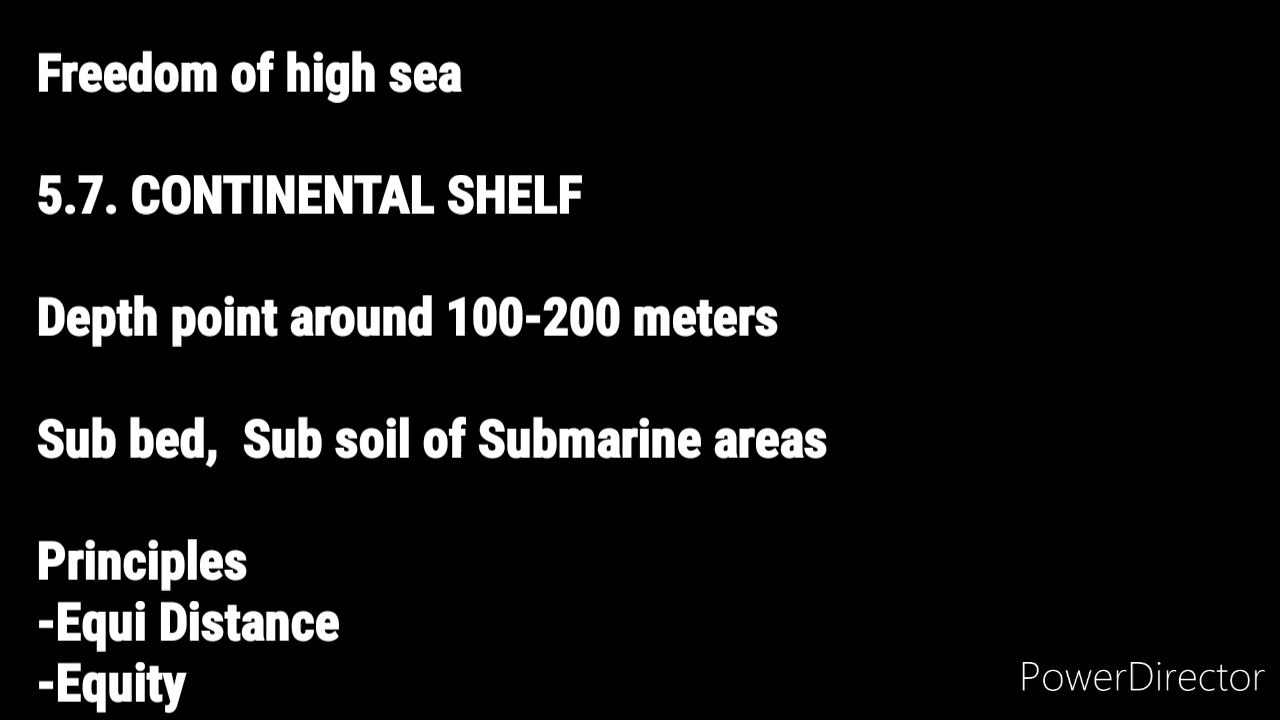 Freedom of high sea
5.7. CONTINENTAL SHELF
Depth point around 100-200 meters
Sub bed,  Sub soil of Submarine areas
Principles
-Equi Distance
-Equity
PowerDirector